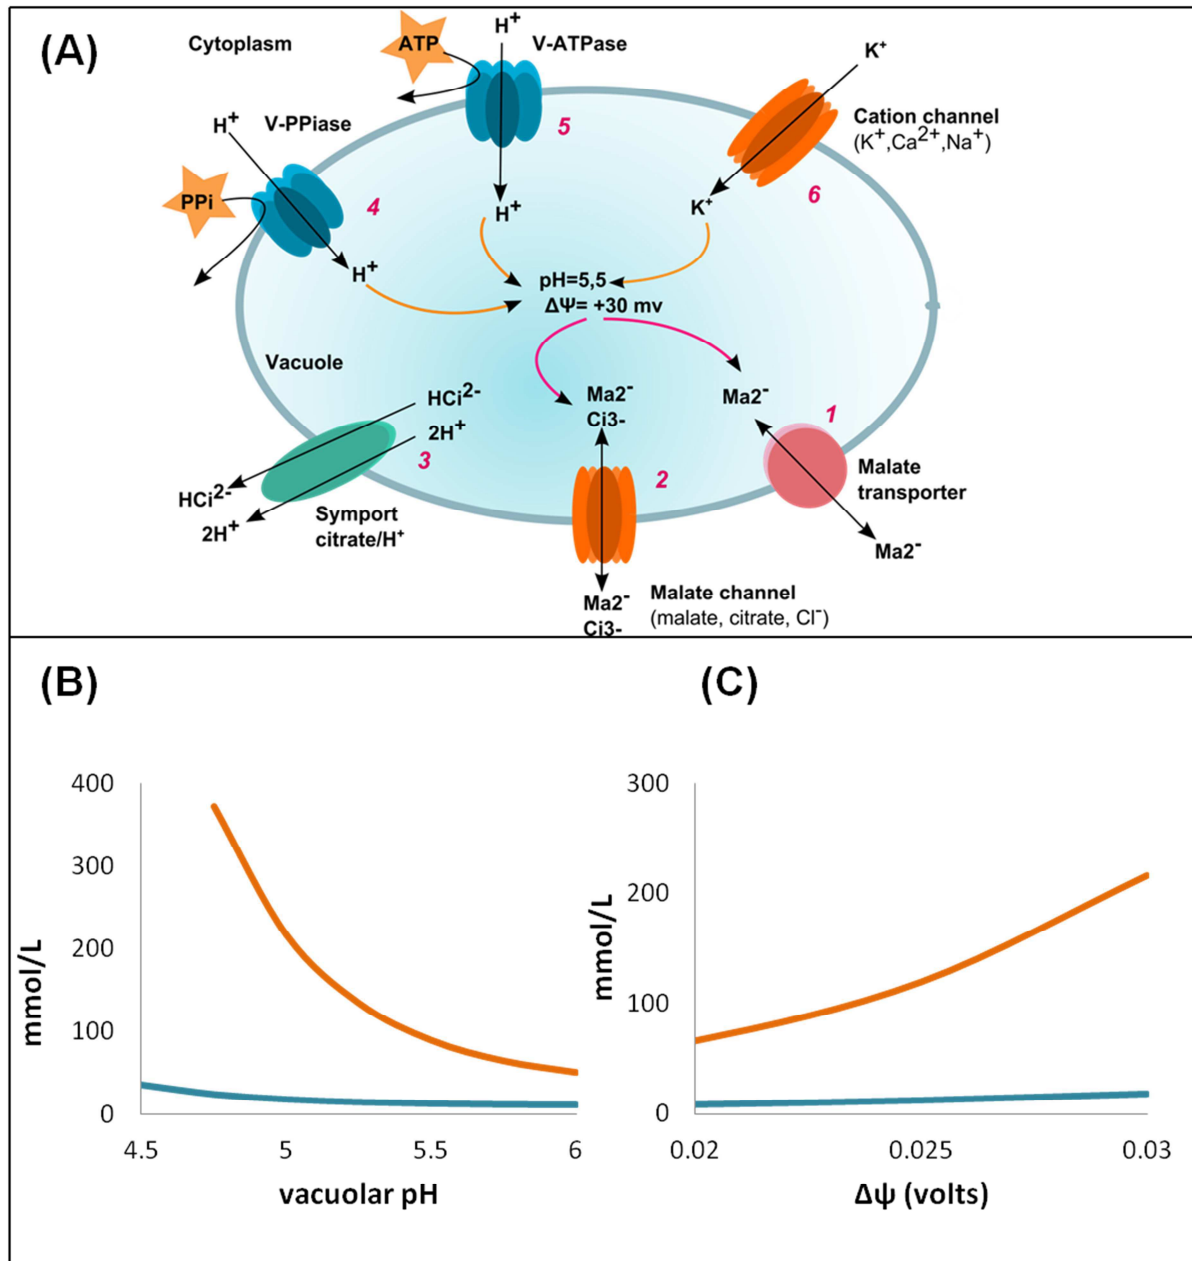 (A)
Cytoplasm
ATP
H+
V-ATPase
K+
H+
V-PPiase
5
Cation channel
(K+,Ca2+,Na+)
PPi
4
H+
K+
6
H+
pH=5,5
ΔΨ= +30 mv
Vacuole
HCi2-
2H+
Ma2-
Ci3-
Ma2-
1
3
2
Malate
transporter
HCi2-
2H+
Symport
citrate/H+
Ma2-
Malate channel
(malate, citrate, Cl-)
Ma2-
Ci3-
(B)
400
300
200
100
0
mmol/L
4.5 5 5.5 6
vacuolar pH
(C)
300
200
100
0
mmol/L
0.02 0.025 0.03
Δψ (volts)